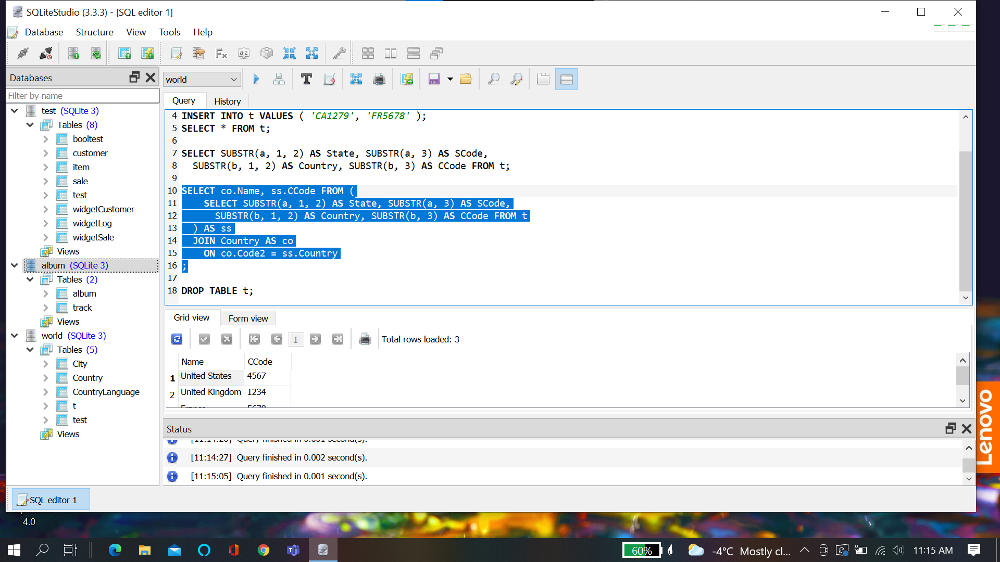 SQLiteStudio (3.3.3) - [SQL editor 1]
Database Structure View Tools Help
Databases
world
Filter by name
Query History
test (SQLite 3)
Tables (8)
booltest
customer
item
sale
test
widgetCustomer
widgetLog
widgetSale
Views
album (SQLite 3)
Tables (2)
album
track
Views
world (SQLite 3)
Tables (5)
City
Country
CountryLanguage
t
test
Views
4 INSERT INTO t VALUES ( 'CA1279', 'FR5678' );
5 SELECT * FROM t;
6
7 SELECT SUBSTR(a, 1, 2) AS State, SUBSTR(a, 3) AS SCode,
8 SUBSTR(b, 1, 2) AS Country, SUBSTR(b, 3) AS CCode FROM t;
9
10 SELECT co.Name, ss.CCode FROM (
11 SELECT SUBSTR(a, 1, 2) AS State, SUBSTR(a, 3) AS SCode,
12 SUBSTR(b, 1, 2) AS Country, SUBSTR(b, 3) AS CCode FROM t
13 ) AS ss
14 JOIN Country AS co
15 ON co.Code2 = ss.Country
16 ;
17
18 DROP TABLE t;
Grid view Form view
1 Total rows loaded: 3
Name CCode
1 United States 4567
2 United Kingdom 1234
France 5678
Status
[11:14:20] Query finished in 0.001 second(s).
[11:14:27] Query finished in 0.002 second(s).
[11:15:05] Query finished in 0.001 second(s).
SQL editor 1
4.0
Lenovo
60% -4°C Mostly cl... 11:15 AM